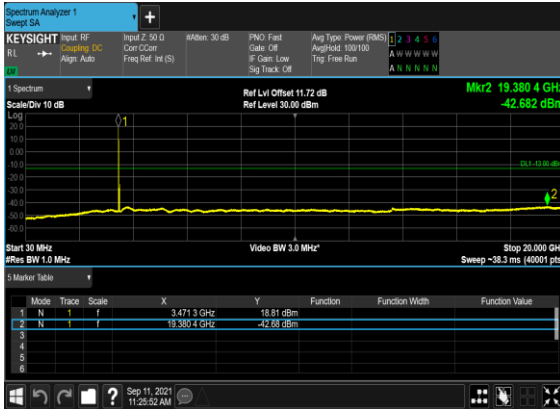 Spectrum Analyzer 1
Swept SA
KEYSIGHT
RL
Input: RF
Coupling: DC
Align: Auto
Input Z: 50 Ω
Corr CCorr
Freq Ref: Int (S)
#Atten: 30 dB
PNO: Fast
Gate: Off
IF Gain: Low
Sig Track: Off
Avg Type: Power (RMS)
Avg|Hold: 100/100
Trig: Free Run
1 2 3 4 5 6
A W W W W W
A N N N N N
1 Spectrum
Scale/Div 10 dB
Ref Lvl Offset 11.72 dB
Ref Level 30.00 dBm
Mkr2 19.380 4 GHz
-42.682 dBm
Log
20.0
10.0
0.00
-10.0
-20.0
-30.0
-40.0
-50.0
-60.0
1
DL1 -13.00 dBm
2
Start 30 MHz
#Res BW 1.0 MHz
Video BW 3.0 MHz*
Stop 20.000 GHz
Sweep ~38.3 ms (40001 pts)
5 Marker Table
Mode Trace Scale X Y Function Function Width Function Value
1 N 1 f 3.471 3 GHz 18.81 dBm
2 N 1 f 19.380 4 GHz -42.68 dBm
3
4
5
6
Sep 11, 2021
11:25:52 AM